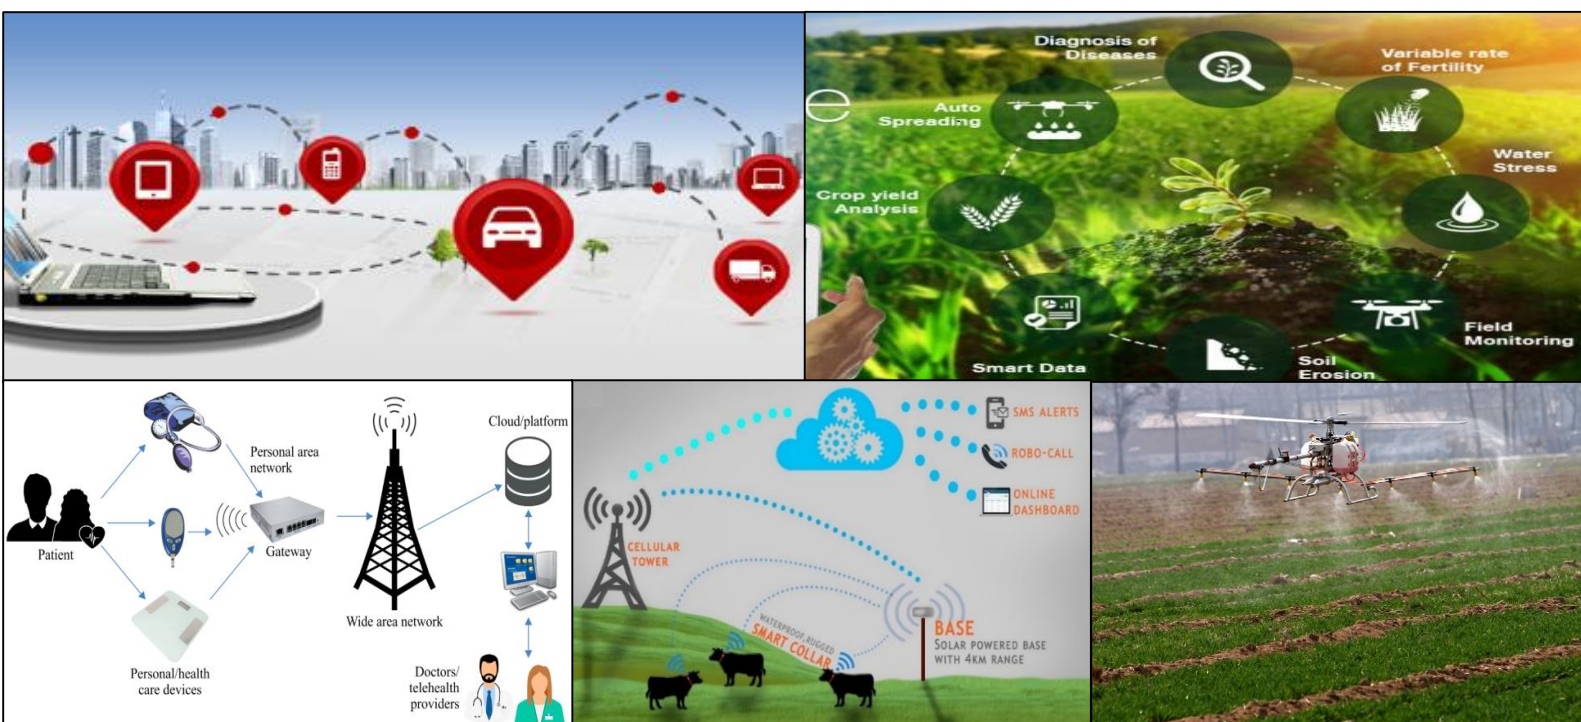 Diagnosis of
Diseases
Variable rate
of Fertility
Auto
Spreading
Water
Stress
Crop yield
Analysis
Field
Monitoring
Smart Data
Soil
Erosion
Cloud/platform
Personal area
network
Patient
Gateway
Wide area network
Personal/health
care devices
Doctors/
telehealth
providers
SMS ALERTS
ROBO-CALL
ONLINE
DASHBOARD
CELLULAR
TOWER
WATERPROOF, RUGGED
SMART COLLAR
BASE
SOLAR POWERED BASE
WITH 4KM RANGE